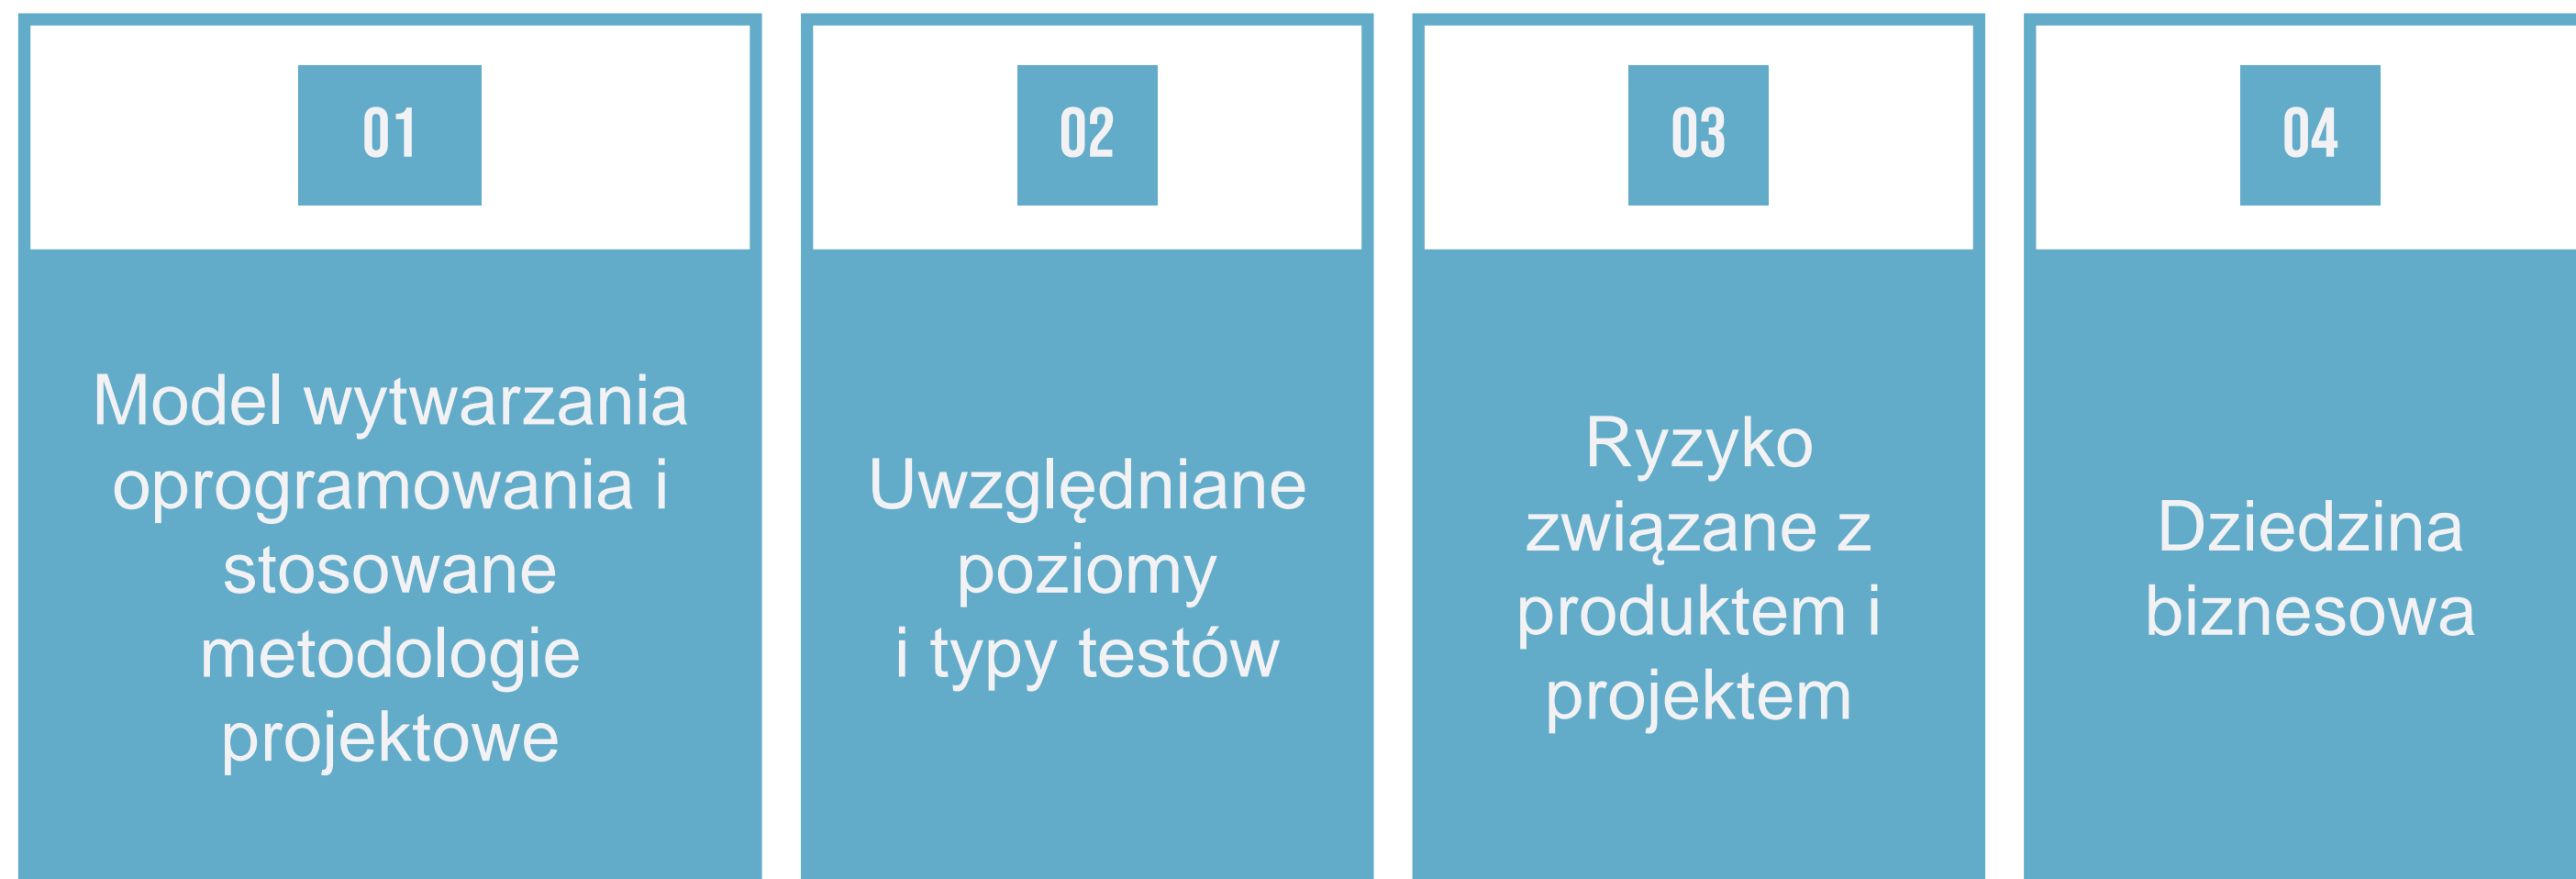 01
Model wytwarzania
oprogramowania i
stosowane
metodologie
projektowe
02
Uwzględniane
poziomy
i typy testów
03
Ryzyko
związane z
produktem i
projektem
04
Dziedzina
biznesowa